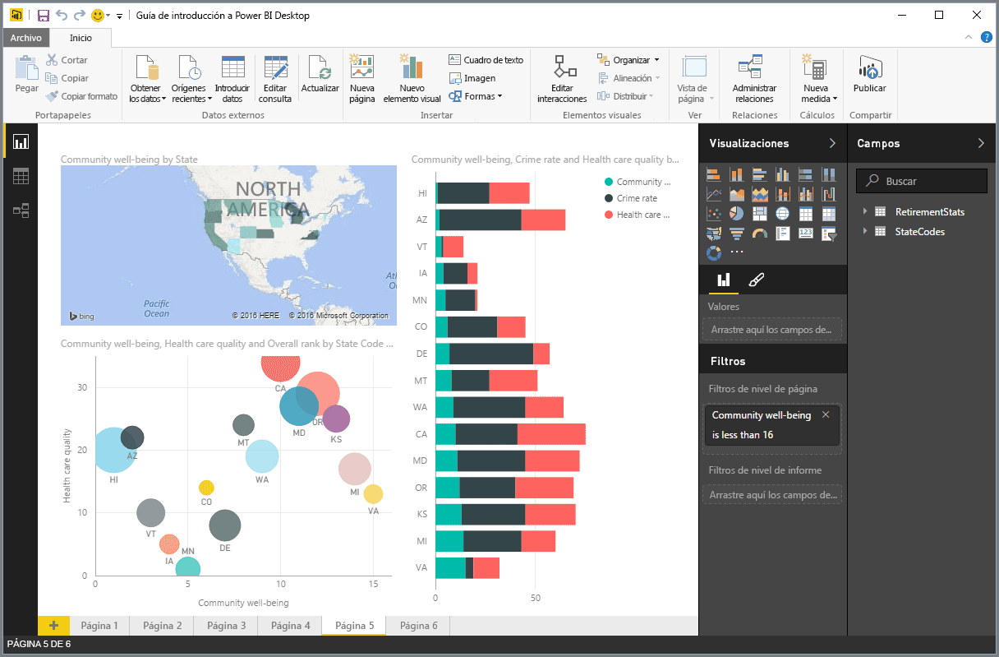 Guía de introducción a Power BI Desktop
Archivo
Inicio
Pegar
Cortar
Copiar
Copiar formato
Portapapeles
Obtener los datos
Orígenes recientes
Introducir datos
Editar consulta
Actualizar
Datos externos
Nueva página
Nuevo elemento visual
Cuadro de texto
Imagen
Formas
Insertar
Editar interacciones
Organizar
Alineación
Distribuir
Elementos visuales
Vista de página
Ver
Administrar relaciones
Relaciones
Nueva medida
Cálculos
Publicar
Compartir
Community well-being by State
NORTH
AMERICA
Pacific
Ocean
Atl
Oc
bing
© 2016 HERE © 2016 Microsoft Corporation
Community well-being, Health care quality and Overall rank by State Code ...
Health care quality
30
20
10
0
CA
OR
MD
KS
MT
AZ
HI
WA
MI
CO
VA
VT
DE
IA
MN
0
5
10
15
Community well-being
Community well-being, Crime rate and Health care quality b...
Community ...
Crime rate
Health care ...
HI
AZ
VT
IA
MN
CO
DE
MT
WA
CA
MD
OR
KS
MI
VA
0
50
Visualizaciones
123
Valores
Arrastre aquí los campos de...
Filtros
Filtros de nivel de página
Community well-being
is less than 16
Filtros de nivel de informe
Arrastre aquí los campos de...
Campos
Buscar
RetirementStats
StateCodes
Página 1
Página 2
Página 3
Página 4
Página 5
Página 6
PÁGINA 5 DE 6